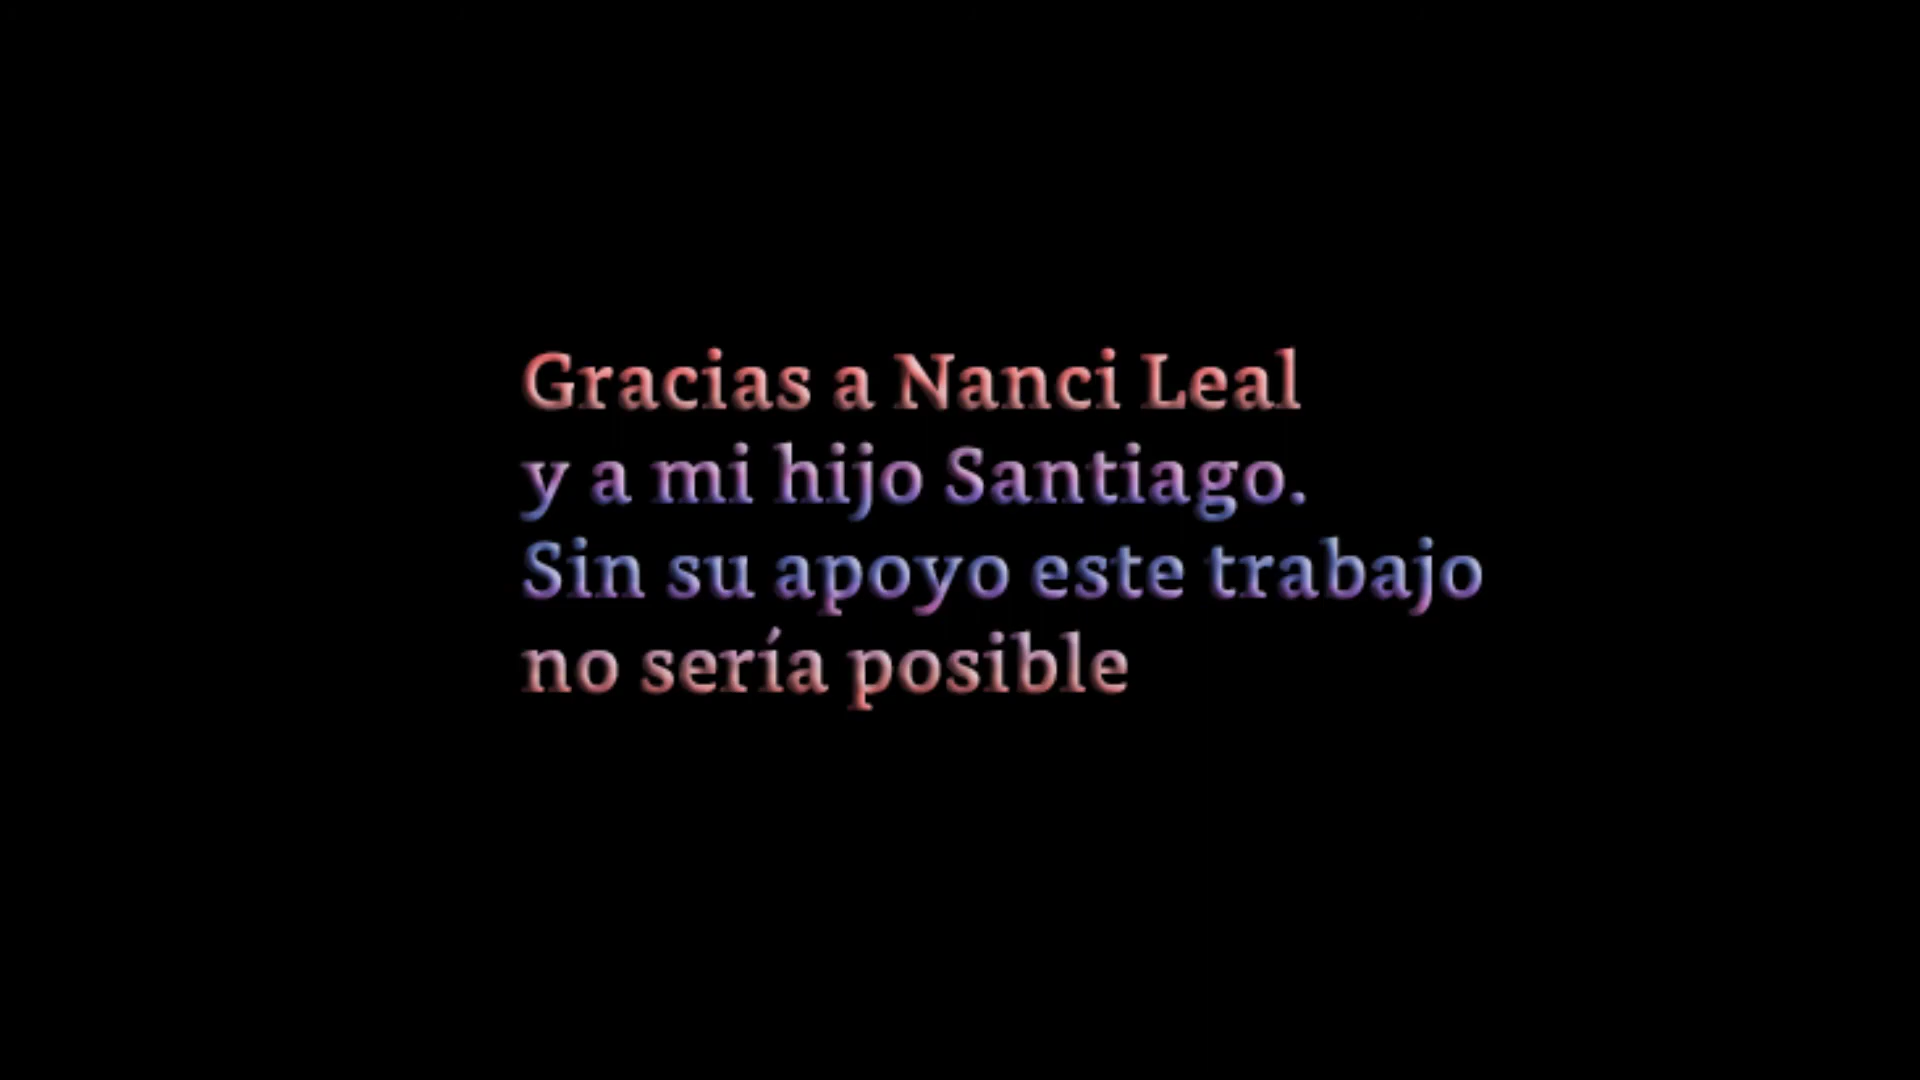 Gracias a Nanci Leal
y a mi hijo Santiago.
Sin su apoyo este trabajo
no sería posible